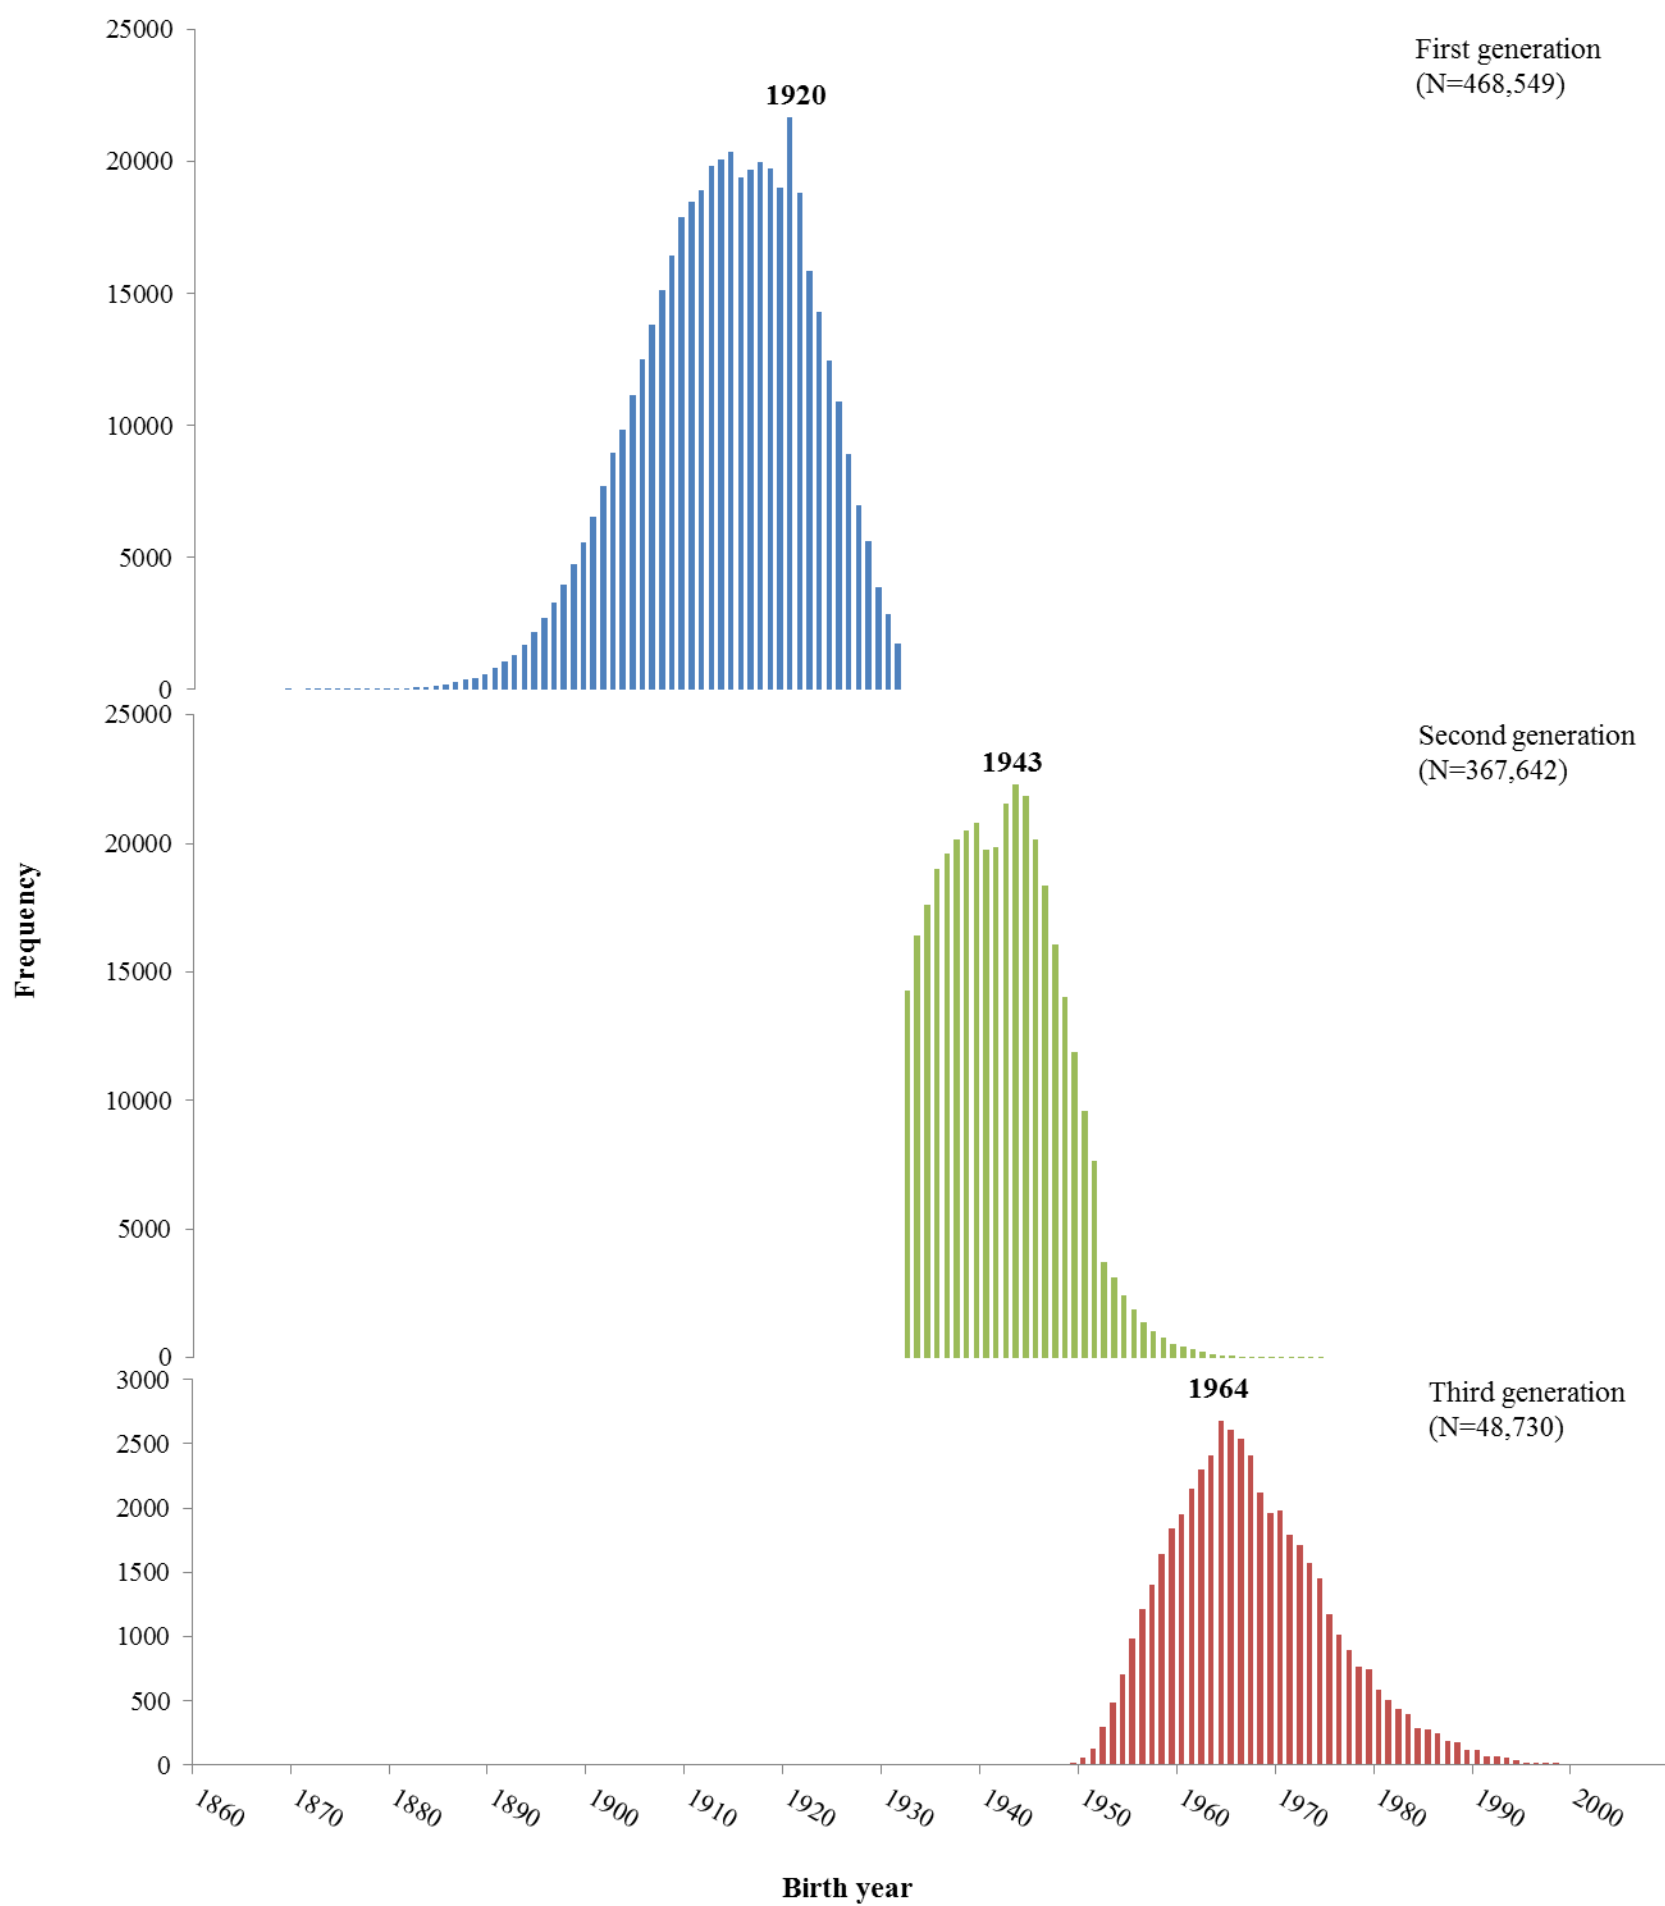 25000
20000
15000
10000
5000
0
1920
First generation
(N=468,549)
25000
20000
15000
10000
5000
0
1943
Second generation
(N=367,642)
Frequency
3000
2500
2000
1500
1000
500
0
1964
Third generation
(N=48,730)
1860 1870 1880 1890 1900 1910 1920 1930 1940 1950 1960 1970 1980 1990 2000
Birth year